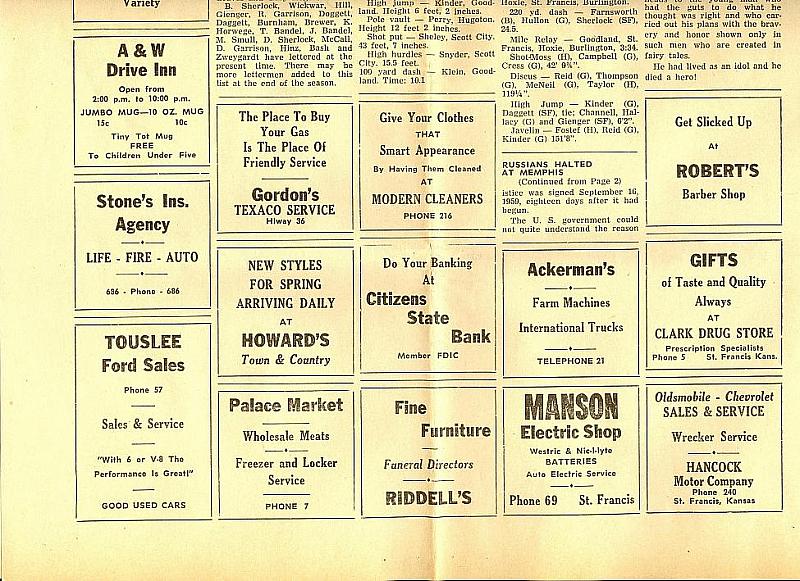 Variety
A & W
Drive Inn
Open from
2:00 p.m. to 10:00 p.m.
JUMBO MUG—10 OZ. MUG
15c 10c
Tiny Tot Mug
FREE
To Children Under Five
Stone's Ins.
Agency
LIFE - FIRE - AUTO
686 - Phone - 686
TOUSLEE
Ford Sales
Phone 57
Sales & Service
"With 6 or V-8 The
Performance Is Great!"
GOOD USED CARS
B. Sherlock, Wickwar, Hill,
Gienger, R. Garrison, Doggett,
Daggett, Burnham, Brewer, K.
Horwege, T. Bandel, J. Bandel,
M. Small, D. Sherlock, McCall,
D. Garrison, Hinz, Bash and
Zweygardt have lettered at the
present time. There may be
more lettermen added to this
list at the end of the season.
The Place To Buy
Your Gas
Is The Place Of
Friendly Service
Gordon's
TEXACO SERVICE
Hiway 36
NEW STYLES
FOR SPRING
ARRIVING DAILY
AT
HOWARD'S
Town & Country
Palace Market
Wholesale Meats
Freezer and Locker
Service
PHONE 7
High jump — Kinder, Good-
land. Height 6 feet, 2 inches.
Pole vault — Perry, Hugoton.
Height 12 feet 2 inches.
Shot put — Sheley, Scott City.
43 feet, 7 inches.
High hurdles — Snyder, Scott
City. 15.5 feet.
100 yard dash — Klein, Good-
land. Time: 10.1
Give Your Clothes
THAT
Smart Appearance
By Having Them Cleaned
AT
MODERN CLEANERS
PHONE 216
Do Your Banking
At
Citizens
State
Bank
Member FDIC
Fine
Furniture
Funeral Directors
RIDDELL'S
Hoxie, St. Francis, Burlington.
220 yd. dash — Farnsworth
(B), Hullon (G), Sherlock (SF),
24.5.
Mile Relay — Goodland, St.
Francis, Hoxie, Burlington, 3:34.
Shot-Moss (H), Campbell (G),
Cress (G), 42' 9¾".
Discus — Reid (G), Thompson
(G), McNeil (G), Taylor (H),
119¼".
High Jump — Kinder (G),
Daggett (SF), tie; Channell, Hal-
lacy (G) and Gienger (SF), 6'2".
Javelin — Foster (H), Reid (G),
Kinder (G) 151'8".
RUSSIANS HALTED
AT MEMPHIS
(Continued From Page 2)
istice was signed September 16,
1959, eighteen days after it had
begun.
The U. S. government could
not quite understand the reason
Ackerman's
Farm Machines
International Trucks
TELEPHONE 21
MANSON
Electric Shop
Westric & Nic-l-lyte
BATTERIES
Auto Electric Service
Phone 69 St. Francis
had the guts to do what he
thought was right and who car-
ried out his plans with the brav-
ery and honor shown only in
such men who are created in
fairy tales.
He had lived as an idol and he
died a hero!
Get Slicked Up
At
ROBERT'S
Barber Shop
GIFTS
of Taste and Quality
Always
AT
CLARK DRUG STORE
Prescription Specialists
Phone 5 St. Francis Kans.
Oldsmobile - Chevrolet
SALES & SERVICE
Wrecker Service
HANCOCK
Motor Company
Phone 240
St. Francis, Kansas